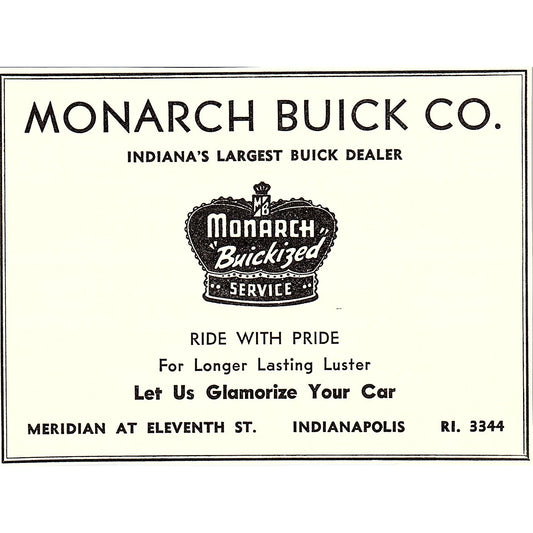 MONARCH BUICK CO.
INDIANA'S LARGEST BUICK DEALER
MB
MONARCH
"Buickized"
SERVICE
RIDE WITH PRIDE
For Longer Lasting Luster
Let Us Glamorize Your Car
MERIDIAN AT ELEVENTH ST. INDIANAPOLIS RI. 3344